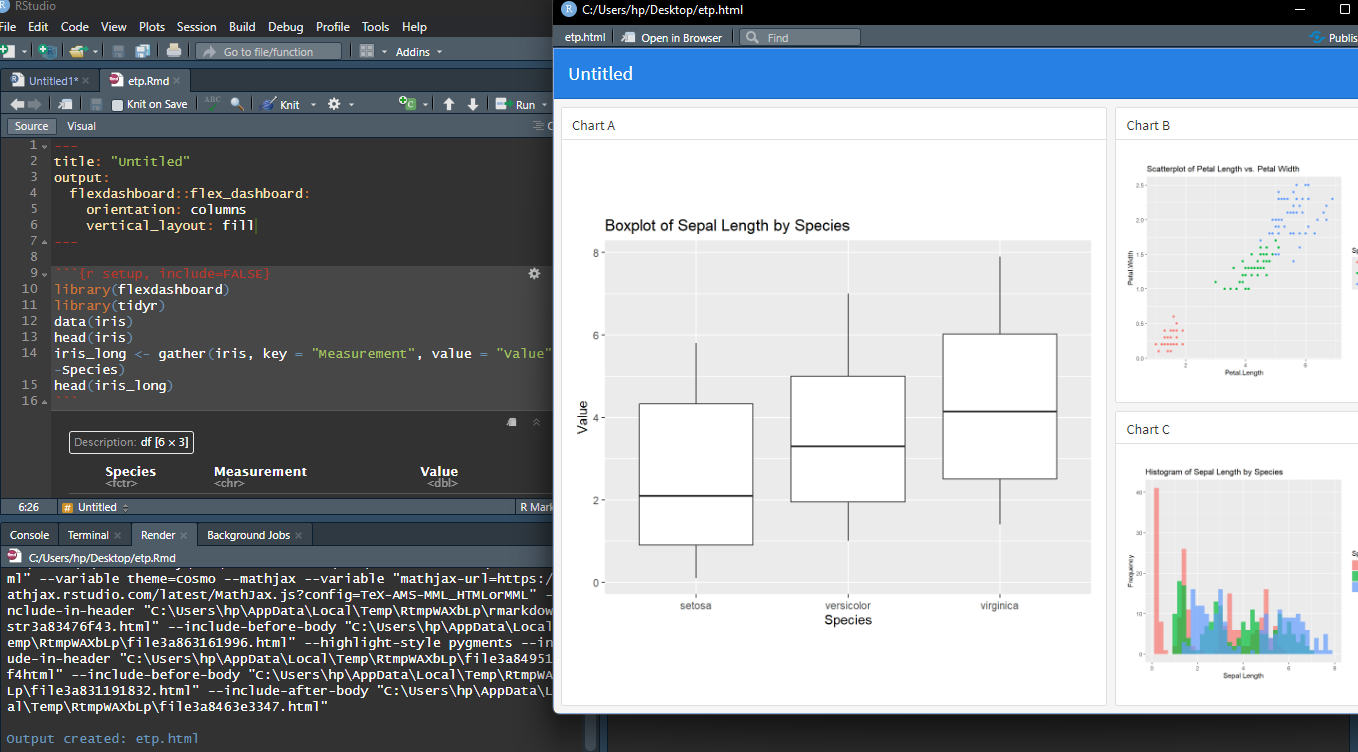 RStudio
File Edit Code View Plots Session Build Debug Profile Tools Help
Go to file/function
Addins
Untitled1*
etp.Rmd
Knit on Save
ABC
Knit
Run
Source
Visual
1 ---
2 title: "Untitled"
3 output:
4 flexdashboard::flex_dashboard:
5 orientation: columns
6 vertical_layout: fill
7 ---
8
9 ```{r setup, include=FALSE}
10 library(flexdashboard)
11 library(tidyr)
12 data(iris)
13 head(iris)
14 iris_long <- gather(iris, key = "Measurement", value = "Value"
-Species)
15 head(iris_long)
16 ```
Description: df [6 x 3]
Species Measurement Value
<fctr> <chr> <dbl>
6:26
# Untitled
R Mark
Console Terminal Render Background Jobs
C:/Users/hp/Desktop/etp.Rmd
ml" --variable theme=cosmo --mathjax --variable "mathjax-url=https:/
athjax.rstudio.com/latest/MathJax.js?config=TeX-AMS-MML_HTMLorMML" -
nclude-in-header "C:\Users\hp\AppData\Local\Temp\RtmpWAXbLp\rmarkdow
str3a83476f43.html" --include-before-body "C:\Users\hp\AppData\Local
emp\RtmpWAXbLp\file3a863161996.html" --highlight-style pygments --in
ude-in-header "C:\Users\hp\AppData\Local\Temp\RtmpWAXbLp\file3a84951
f4html" --include-before-body "C:\Users\hp\AppData\Local\Temp\RtmpWA
Lp\file3a831191832.html" --include-after-body "C:\Users\hp\AppData\L
al\Temp\RtmpWAXbLp\file3a8463e3347.html"
Output created: etp.html
C:/Users/hp/Desktop/etp.html
etp.html
Open in Browser
Find
Publis
Untitled
Chart A
Boxplot of Sepal Length by Species
Value
8
6
4
2
0
setosa versicolor virginica
Species
Chart B
Scatterplot of Petal Length vs. Petal Width
Petal.Width
2.5
2.0
1.5
1.0
0.5
0.0
2 4 6
Petal.Length
Chart C
Histogram of Sepal Length by Species
Frequency
40
30
20
10
0
0 2 4 6 8
Sepal Length